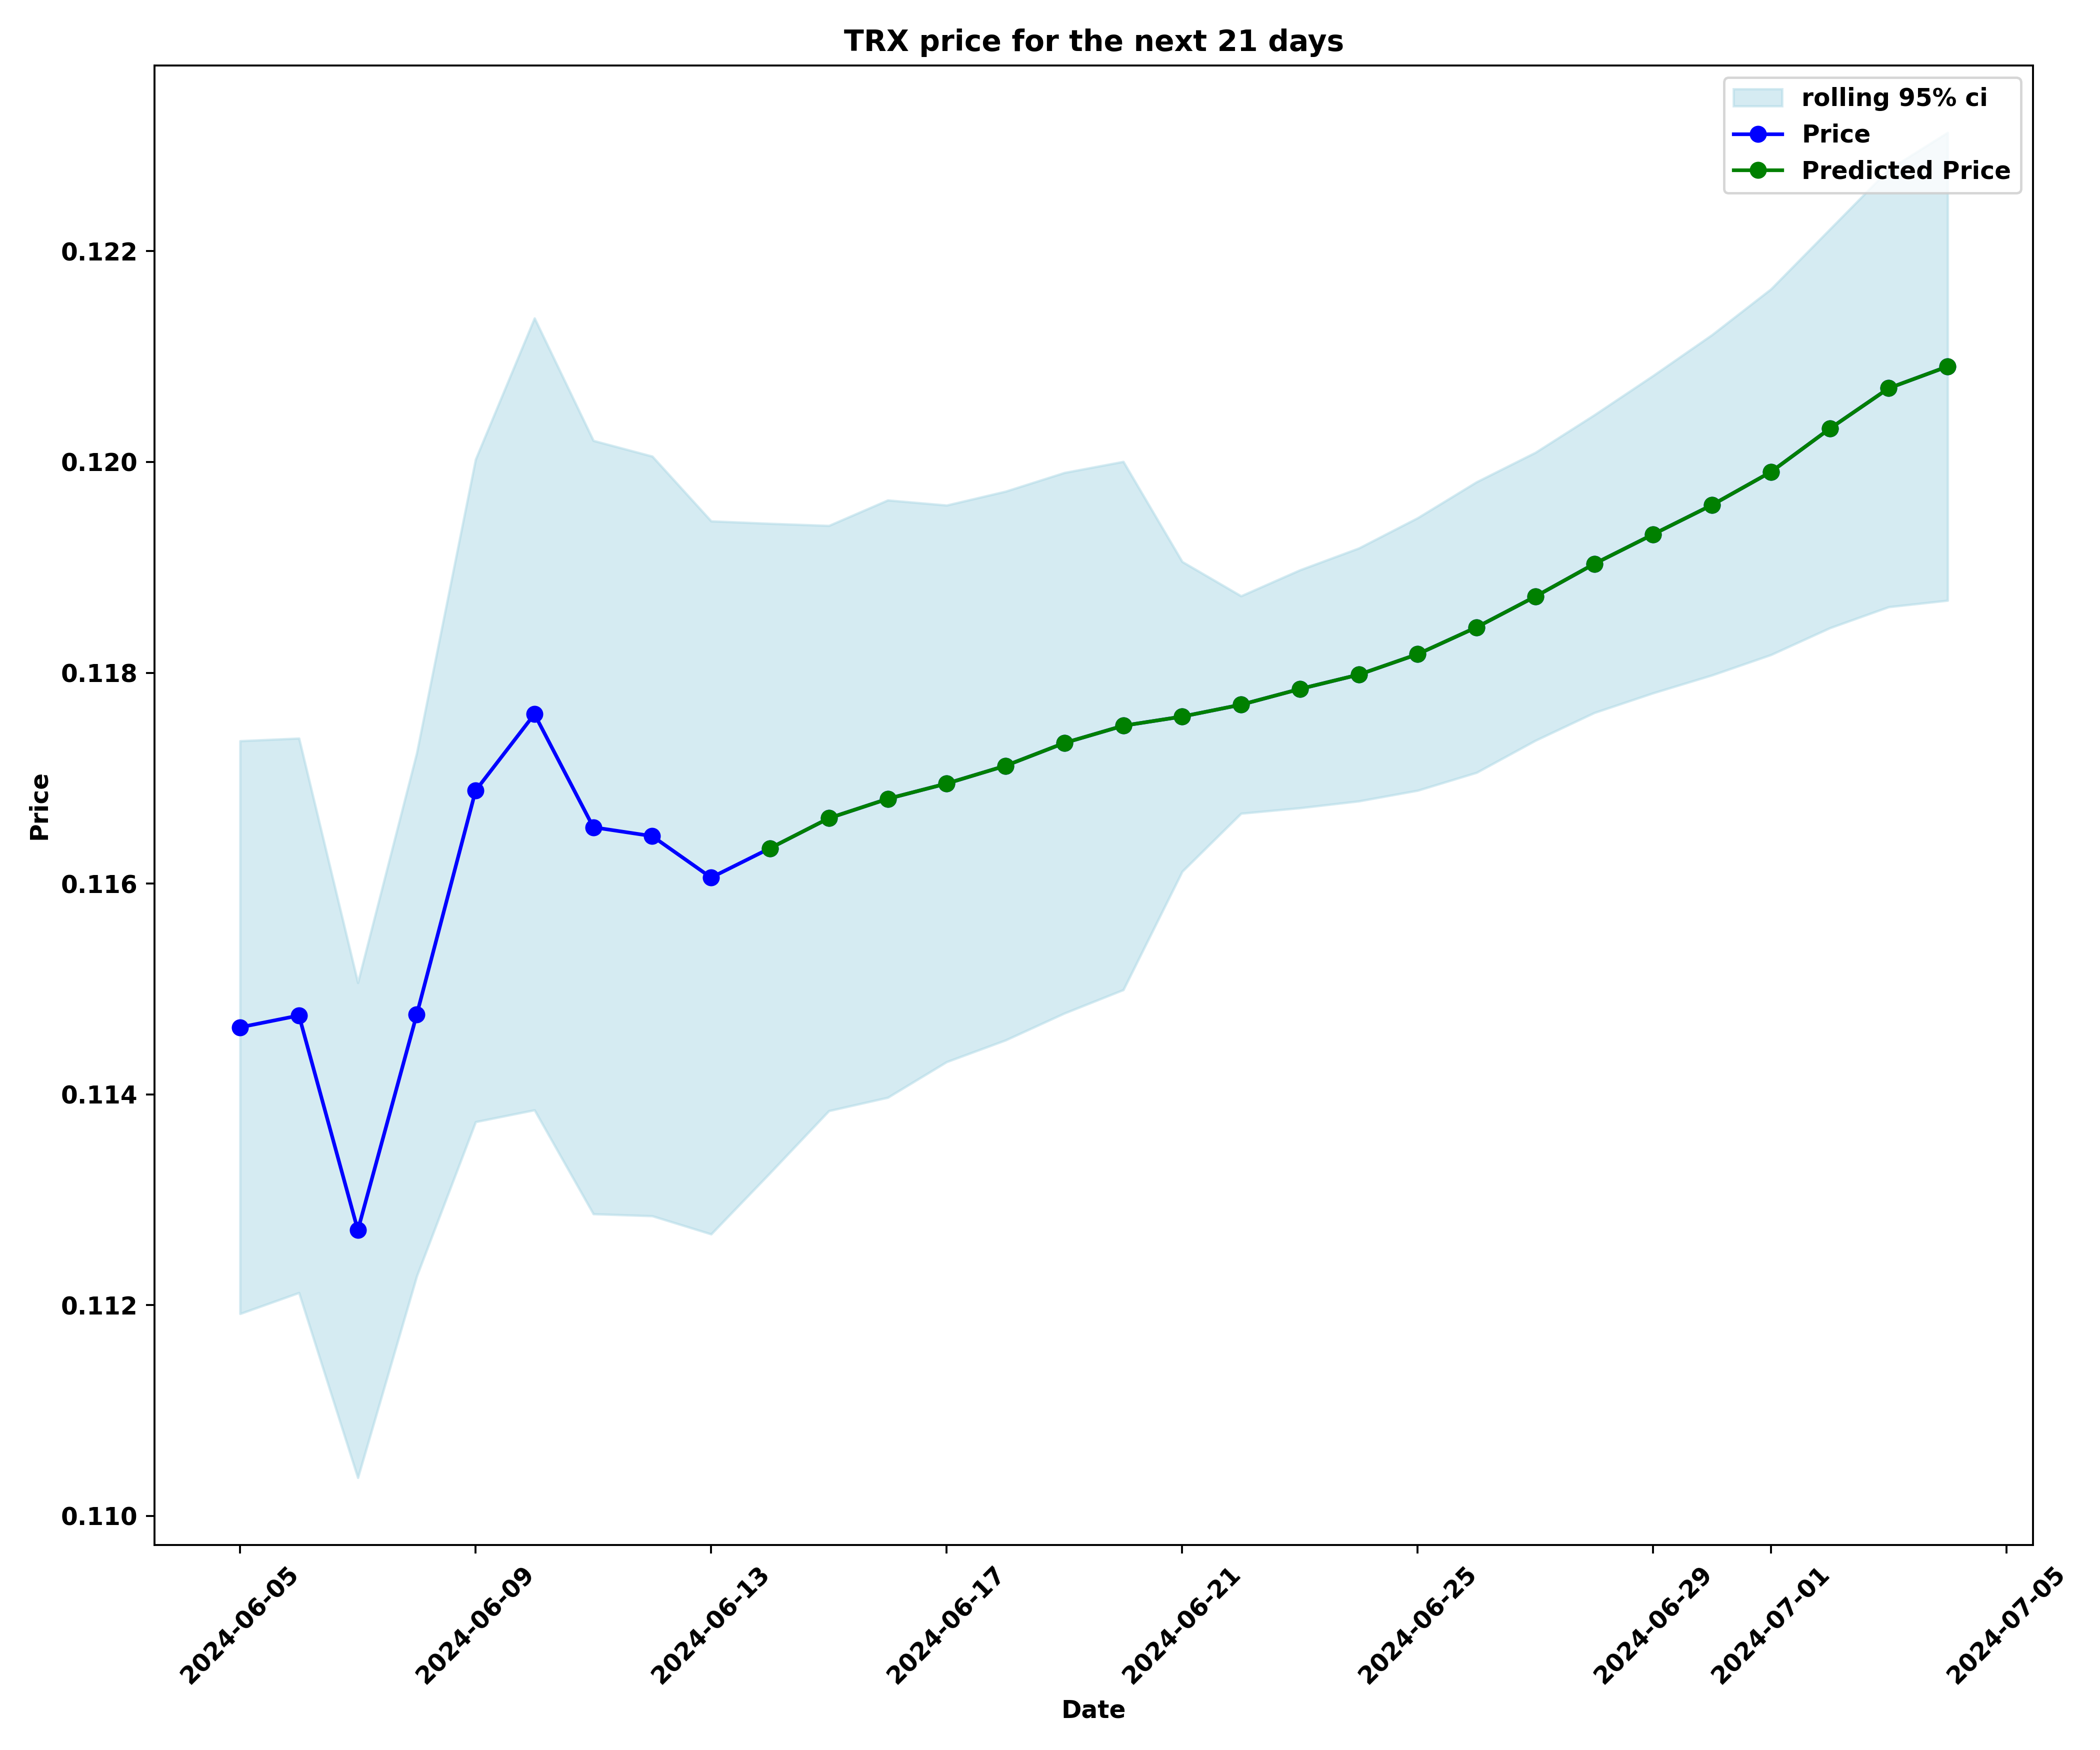 TRX price for the next 21 days
rolling 95% ci
Price
Predicted Price
0.122
0.120
0.118
0.116
0.114
0.112
0.110
Price
2024-06-05
2024-06-09
2024-06-13
2024-06-17
2024-06-21
2024-06-25
2024-06-29
2024-07-01
2024-07-05
Date